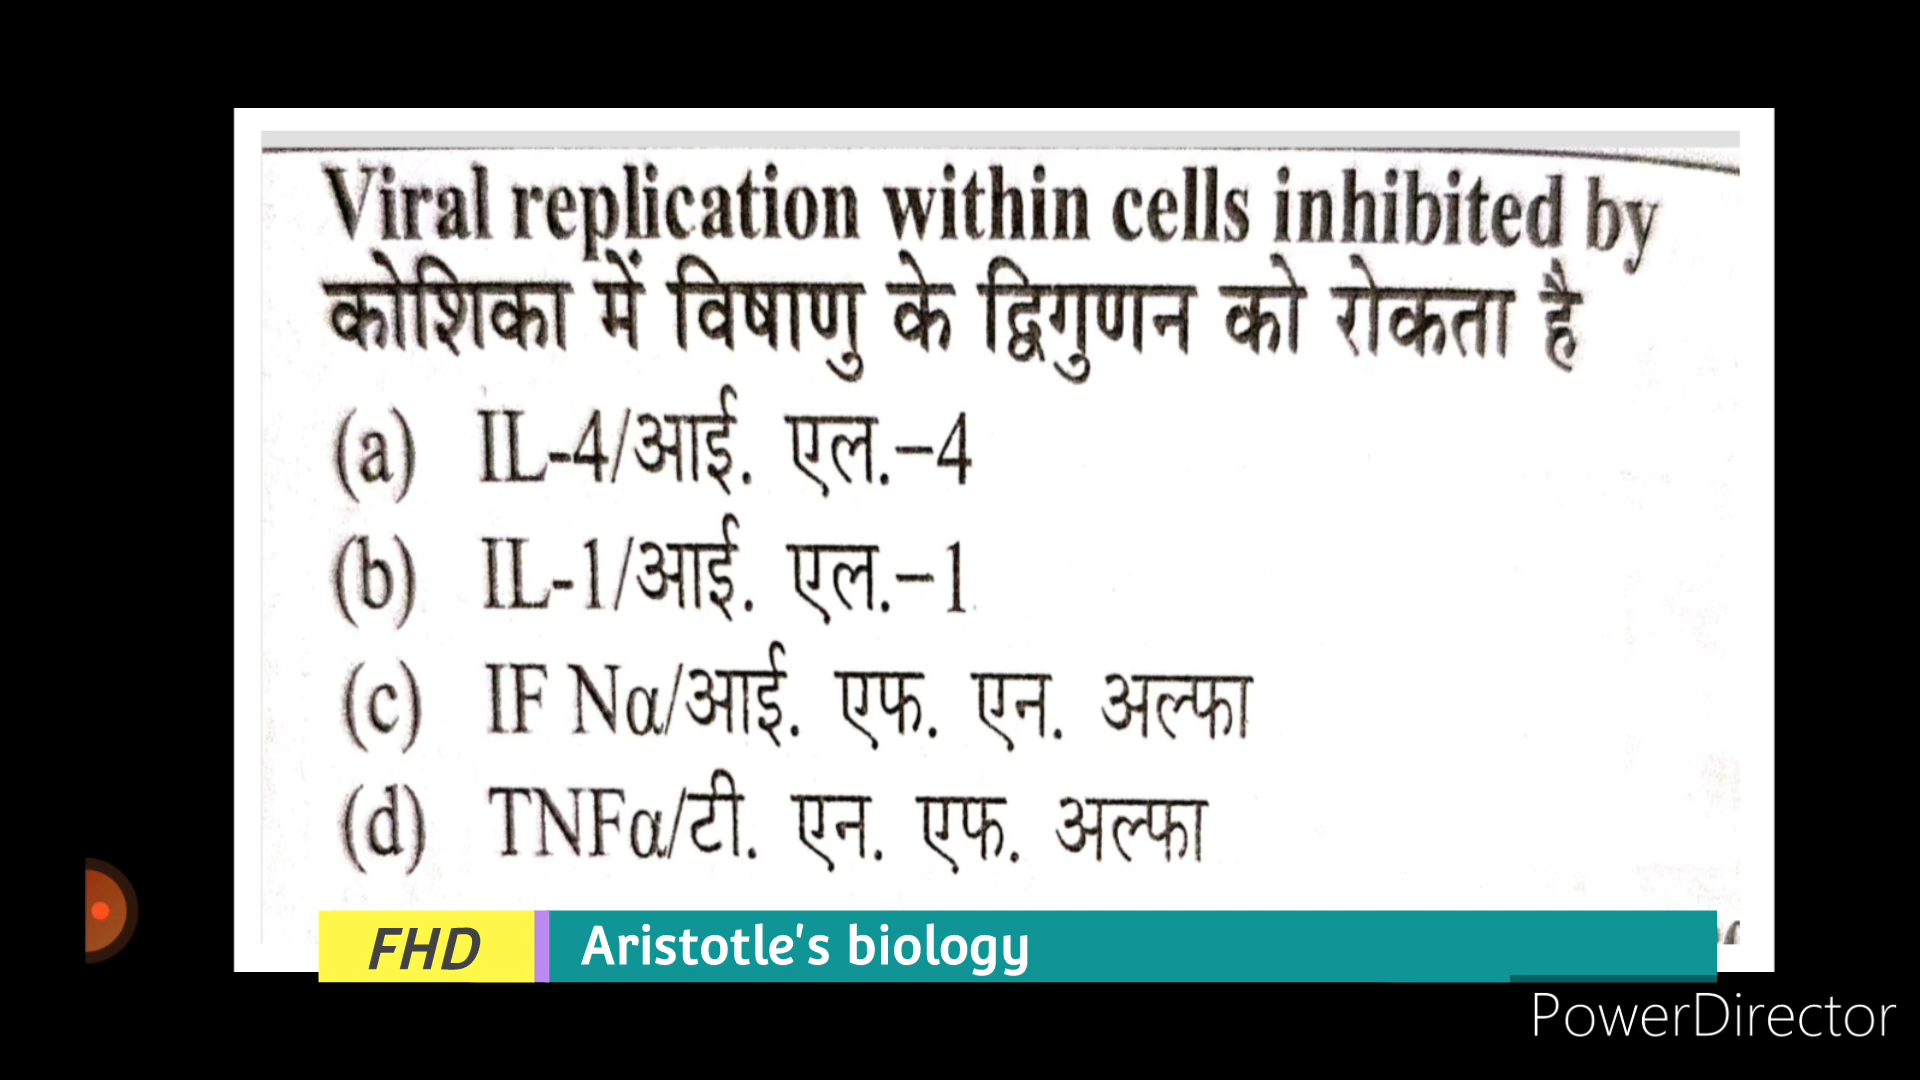 Viral replication within cells inhibited by
कोशिका में विषाणु के द्विगुणन को रोकता है
(a) IL-4/आई. एल.–4
(b) IL-1/आई. एल.–1
(c) IF Nα/आई. एफ. एन. अल्फा
(d) TNFα/टी. एन. एफ. अल्फा
FHD Aristotle's biology
PowerDirector